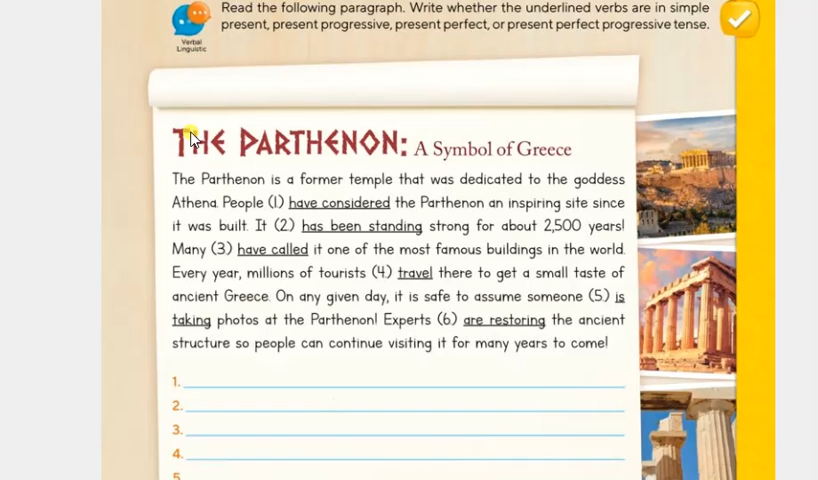 Read the following paragraph. Write whether the underlined verbs are in simple
present, present progressive, present perfect, or present perfect progressive tense.
Verbal
Linguistic
THE PARTHENON: A Symbol of Greece
The Parthenon is a former temple that was dedicated to the goddess
Athena. People (1) have considered the Parthenon an inspiring site since
it was built. It (2) has been standing strong for about 2,500 years!
Many (3) have called it one of the most famous buildings in the world.
Every year, millions of tourists (4) travel there to get a small taste of
ancient Greece. On any given day, it is safe to assume someone (5) is
taking photos at the Parthenon! Experts (6) are restoring the ancient
structure so people can continue visiting it for many years to come!
1.
2.
3.
4.
5.